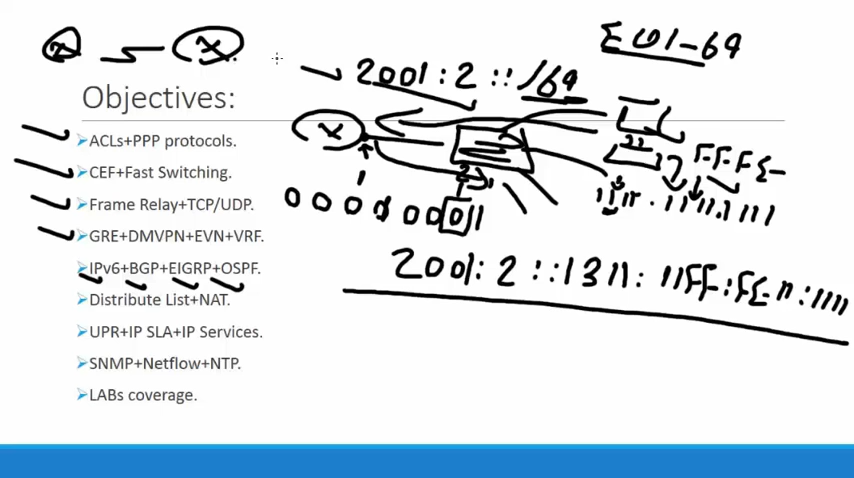 EUI-64
2001:2::/64
Objectives:
ACLs+PPP protocols.
CEF+Fast Switching.
FFFE
Frame Relay+TCP/UDP.
GRE+DMVPN+EVN+VRF.
IPv6+BGP+EIGRP+OSPF.
2001:2::1311:11FF:FE11:1111
Distribute List+NAT.
UPR+IP SLA+IP Services.
SNMP+Netflow+NTP.
LABs coverage.